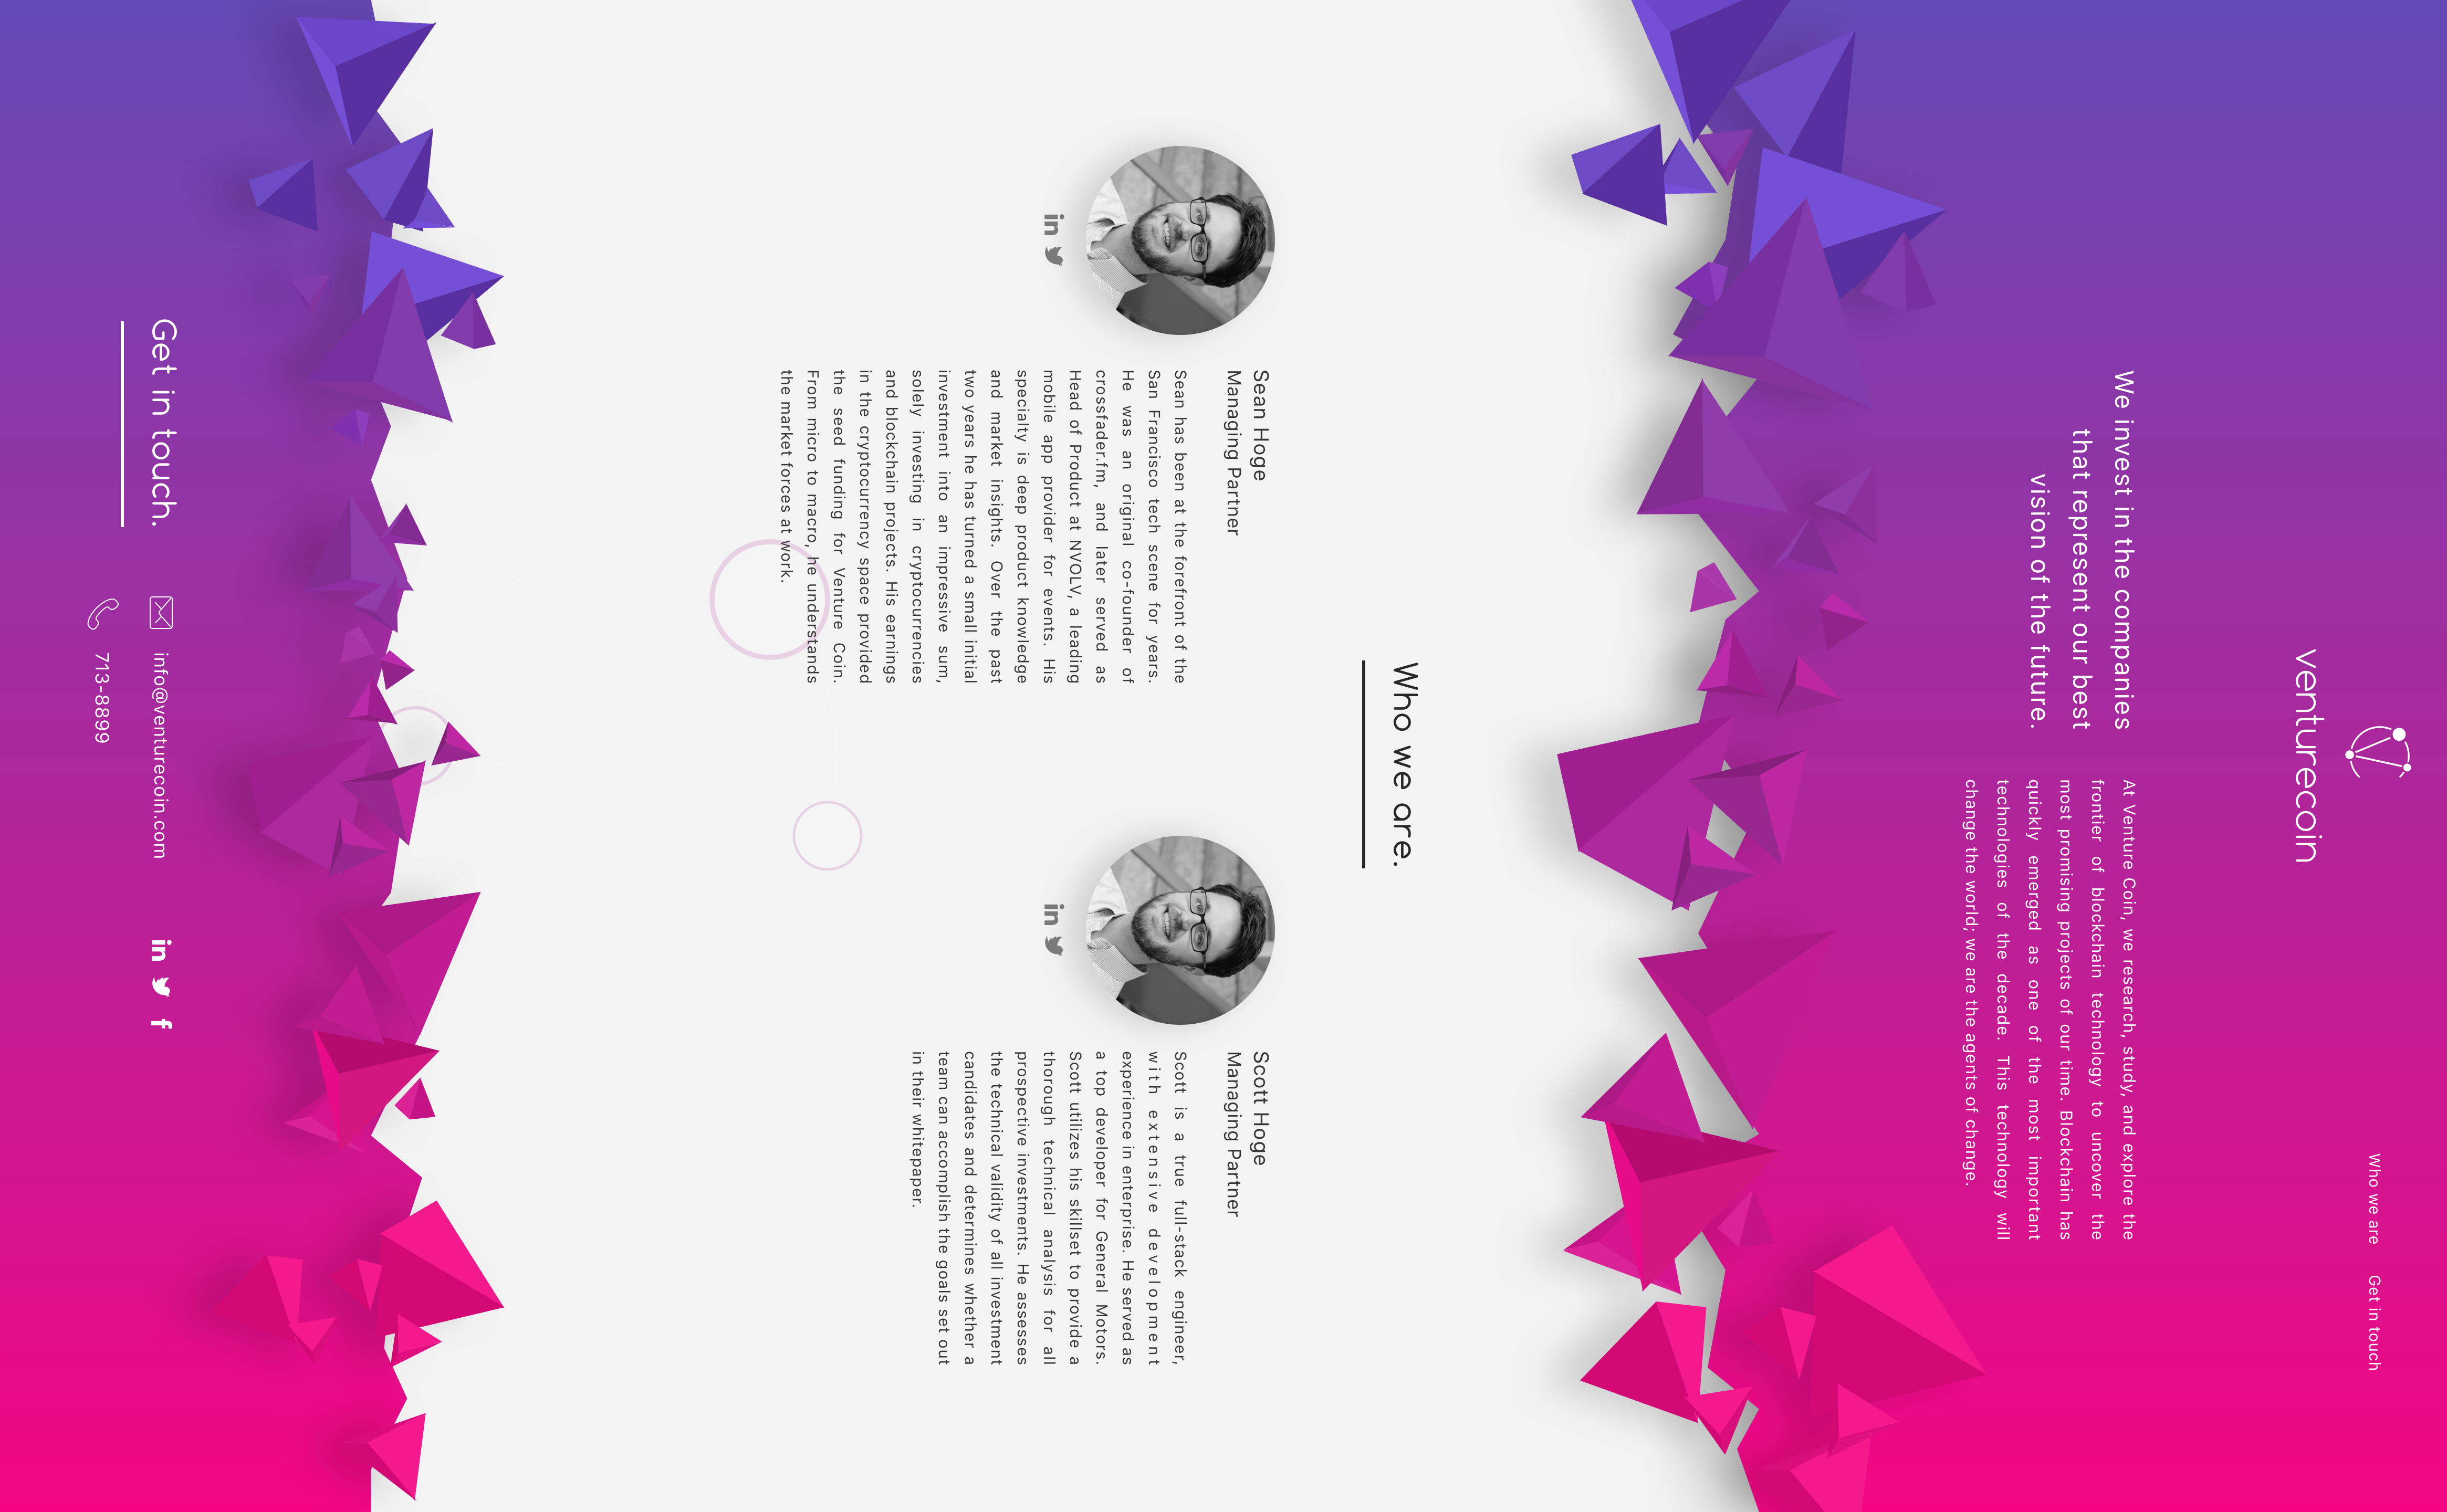 venturecoin
Who we are
Get in touch
We invest in the companies
that represent our best
vision of the future.
At Venture Coin, we research, study, and explore the
frontier of blockchain technology to uncover the
most promising projects of our time. Blockchain has
quickly emerged as one of the most important
technologies of the decade. This technology will
change the world; we are the agents of change.
Who we are.
Sean Hoge
Managing Partner
Sean has been at the forefront of the
San Francisco tech scene for years.
He was an original co-founder of
crossfader.fm, and later served as
Head of Product at NVOLV, a leading
mobile app provider for events. His
specialty is deep product knowledge
and market insights. Over the past
two years he has turned a small initial
investment into an impressive sum,
solely investing in cryptocurrencies
and blockchain projects. His earnings
in the cryptocurrency space provided
the seed funding for Venture Coin.
From micro to macro, he understands
the market forces at work.
in
Scott Hoge
Managing Partner
Scott is a true full-stack engineer,
with extensive development
experience in enterprise. He served as
a top developer for General Motors.
Scott utilizes his skillset to provide a
thorough technical analysis for all
prospective investments. He assesses
the technical validity of all investment
candidates and determines whether a
team can accomplish the goals set out
in their whitepaper.
in
Get in touch.
info@venturecoin.com
713-8899
in
f